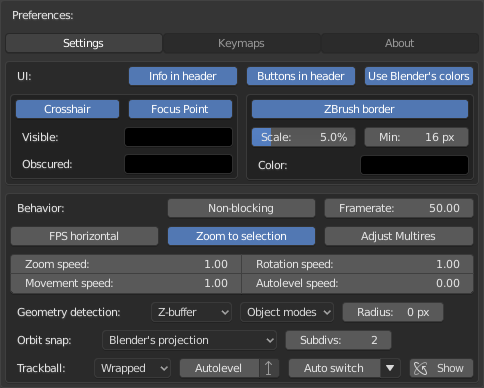 Preferences:
Settings Keymaps About
UI: Info in header Buttons in header Use Blender's colors
Crosshair Focus Point ZBrush border
Visible: Scale: 5.0% Min: 16 px
Obscured: Color:
Behavior: Non-blocking Framerate: 50.00
FPS horizontal Zoom to selection Adjust Multires
Zoom speed: 1.00 Rotation speed: 1.00
Movement speed: 1.00 Autolevel speed: 0.00
Geometry detection: Z-buffer Object modes Radius: 0 px
Orbit snap: Blender's projection Subdivs: 2
Trackball: Wrapped Autolevel Auto switch Show